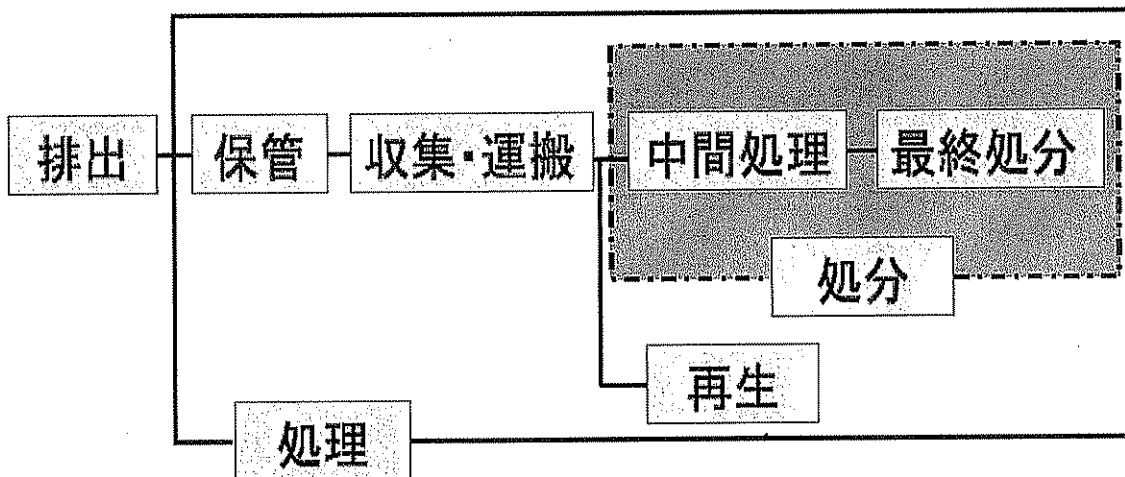 排出
保管
収集・運搬
中間処理
最終処分
処分
再生
処理